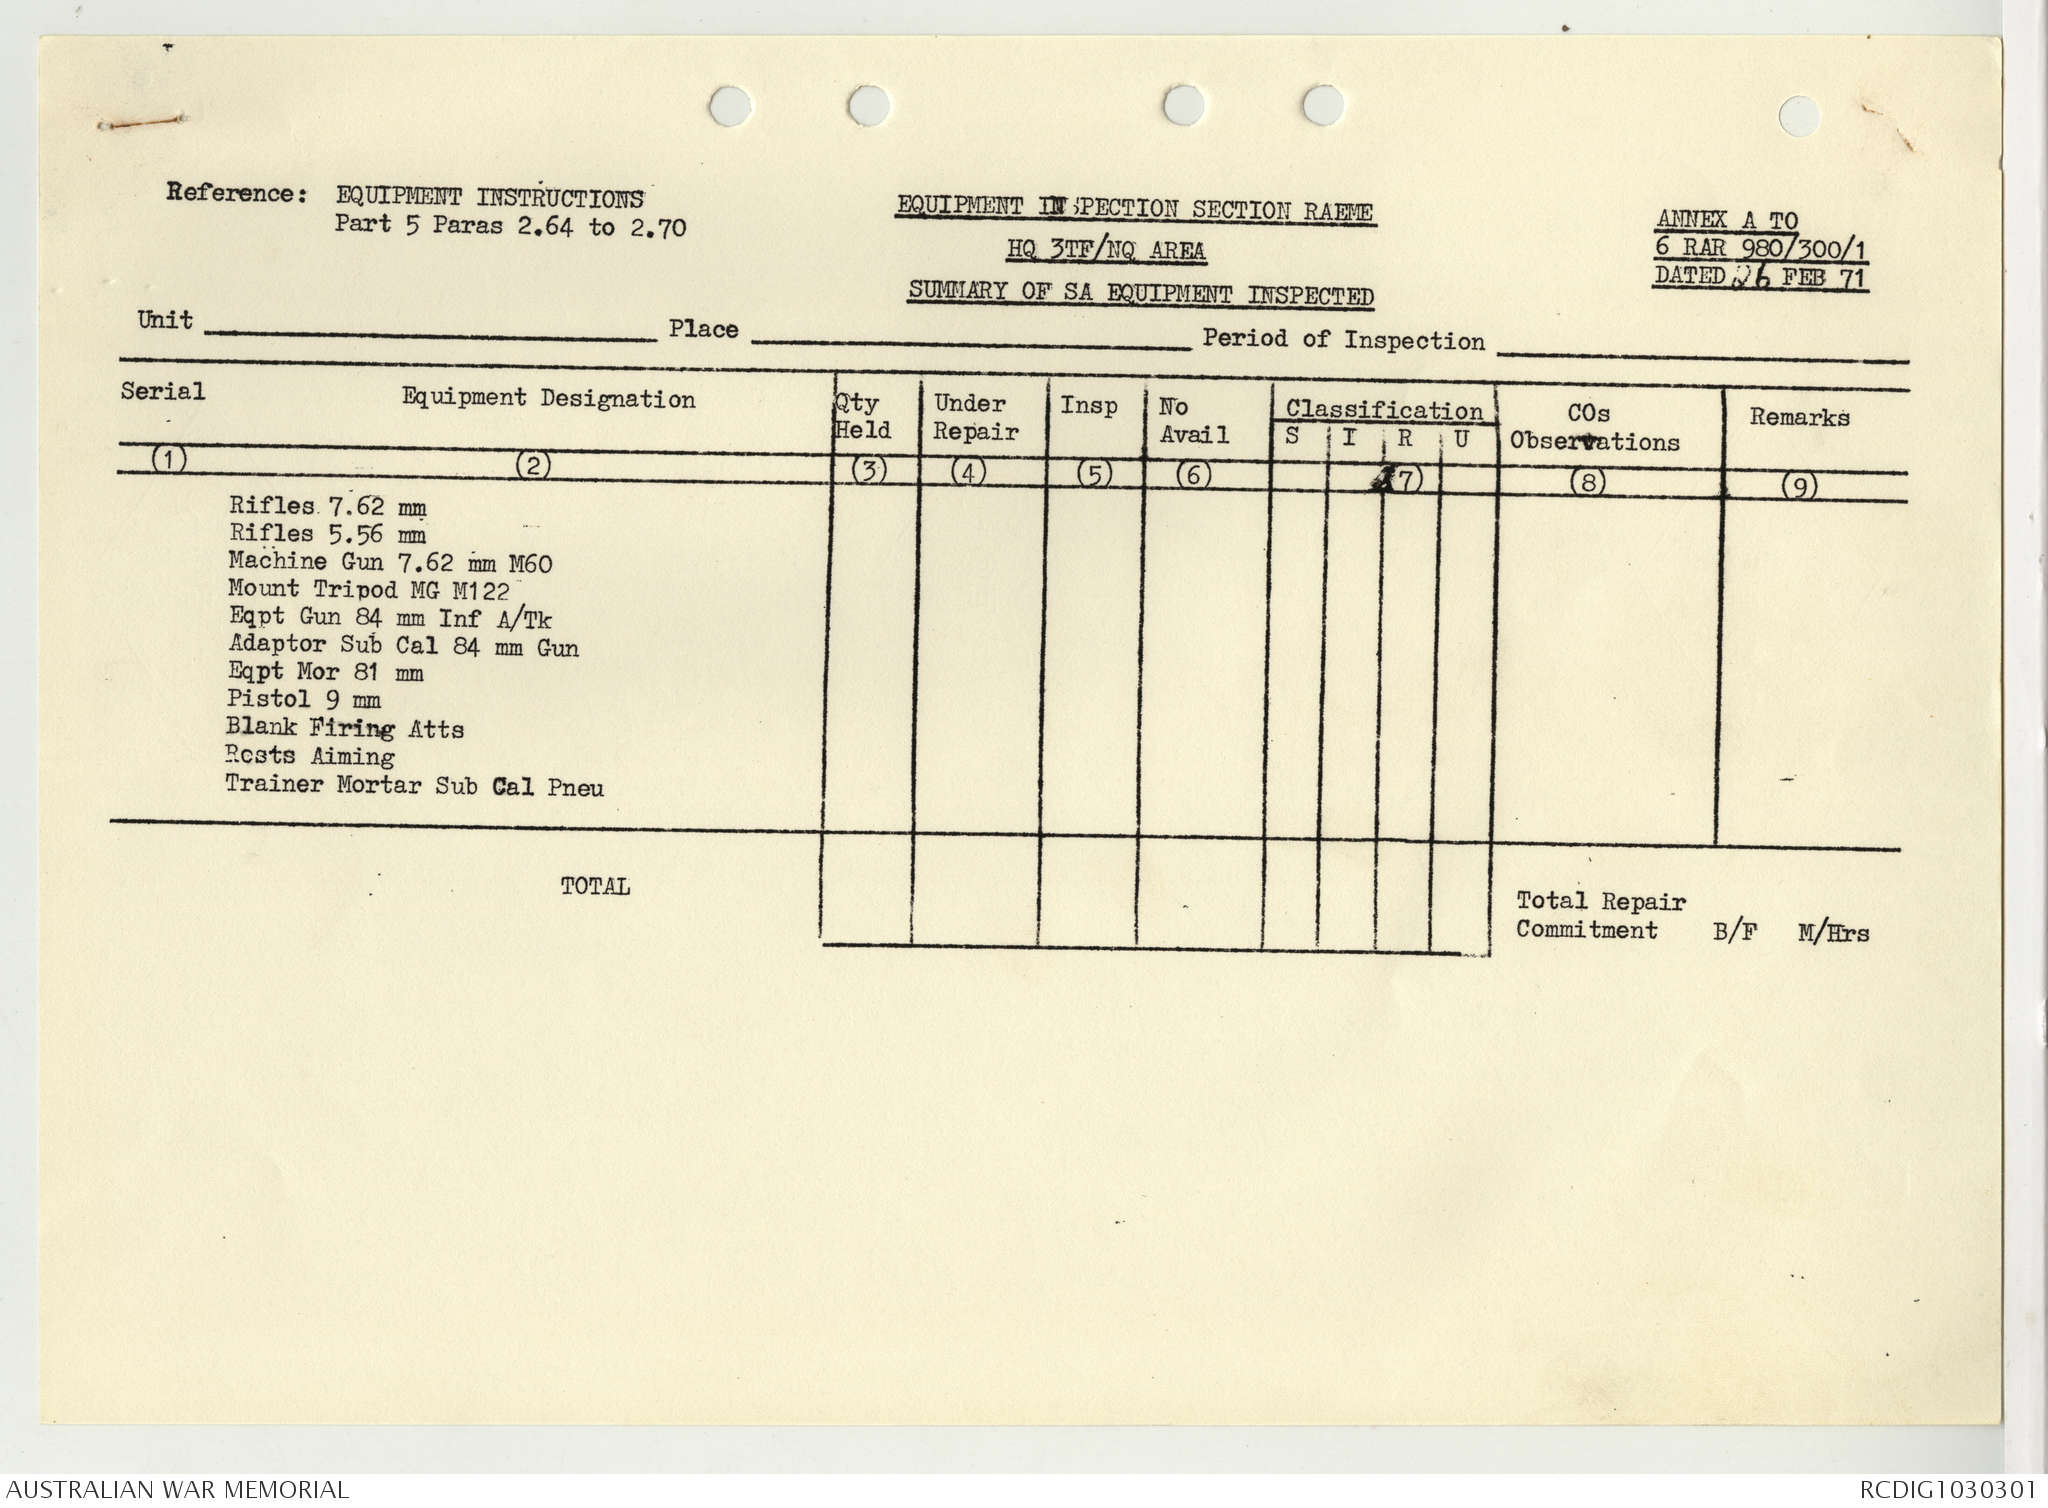 Reference: EQUIPMENT INSTRUCTIONS
Part 5 Paras 2.64 to 2.70
EQUIPMENT INSPECTION SECTION RAEME
HQ 3TF/NQ AREA
SUMMARY OF SA EQUIPMENT INSPECTED
ANNEX A TO
6 RAR 980/300/1
DATED 26 FEB 71
Unit Place Period of Inspection
Serial Equipment Designation Qty Held Under Repair Insp No Avail Classification S I R U COs Observations Remarks
(1) (2) (3) (4) (5) (6) (7) (8) (9)
Rifles 7.62 mm
Rifles 5.56 mm
Machine Gun 7.62 mm M60
Mount Tripod MG M122
Eqpt Gun 84 mm Inf A/Tk
Adaptor Sub Cal 84 mm Gun
Eqpt Mor 81 mm
Pistol 9 mm
Blank Firing Atts
Rests Aiming
Trainer Mortar Sub Cal Pneu
TOTAL
Total Repair
Commitment B/F M/Hrs
AUSTRALIAN WAR MEMORIAL RCDIG1030301